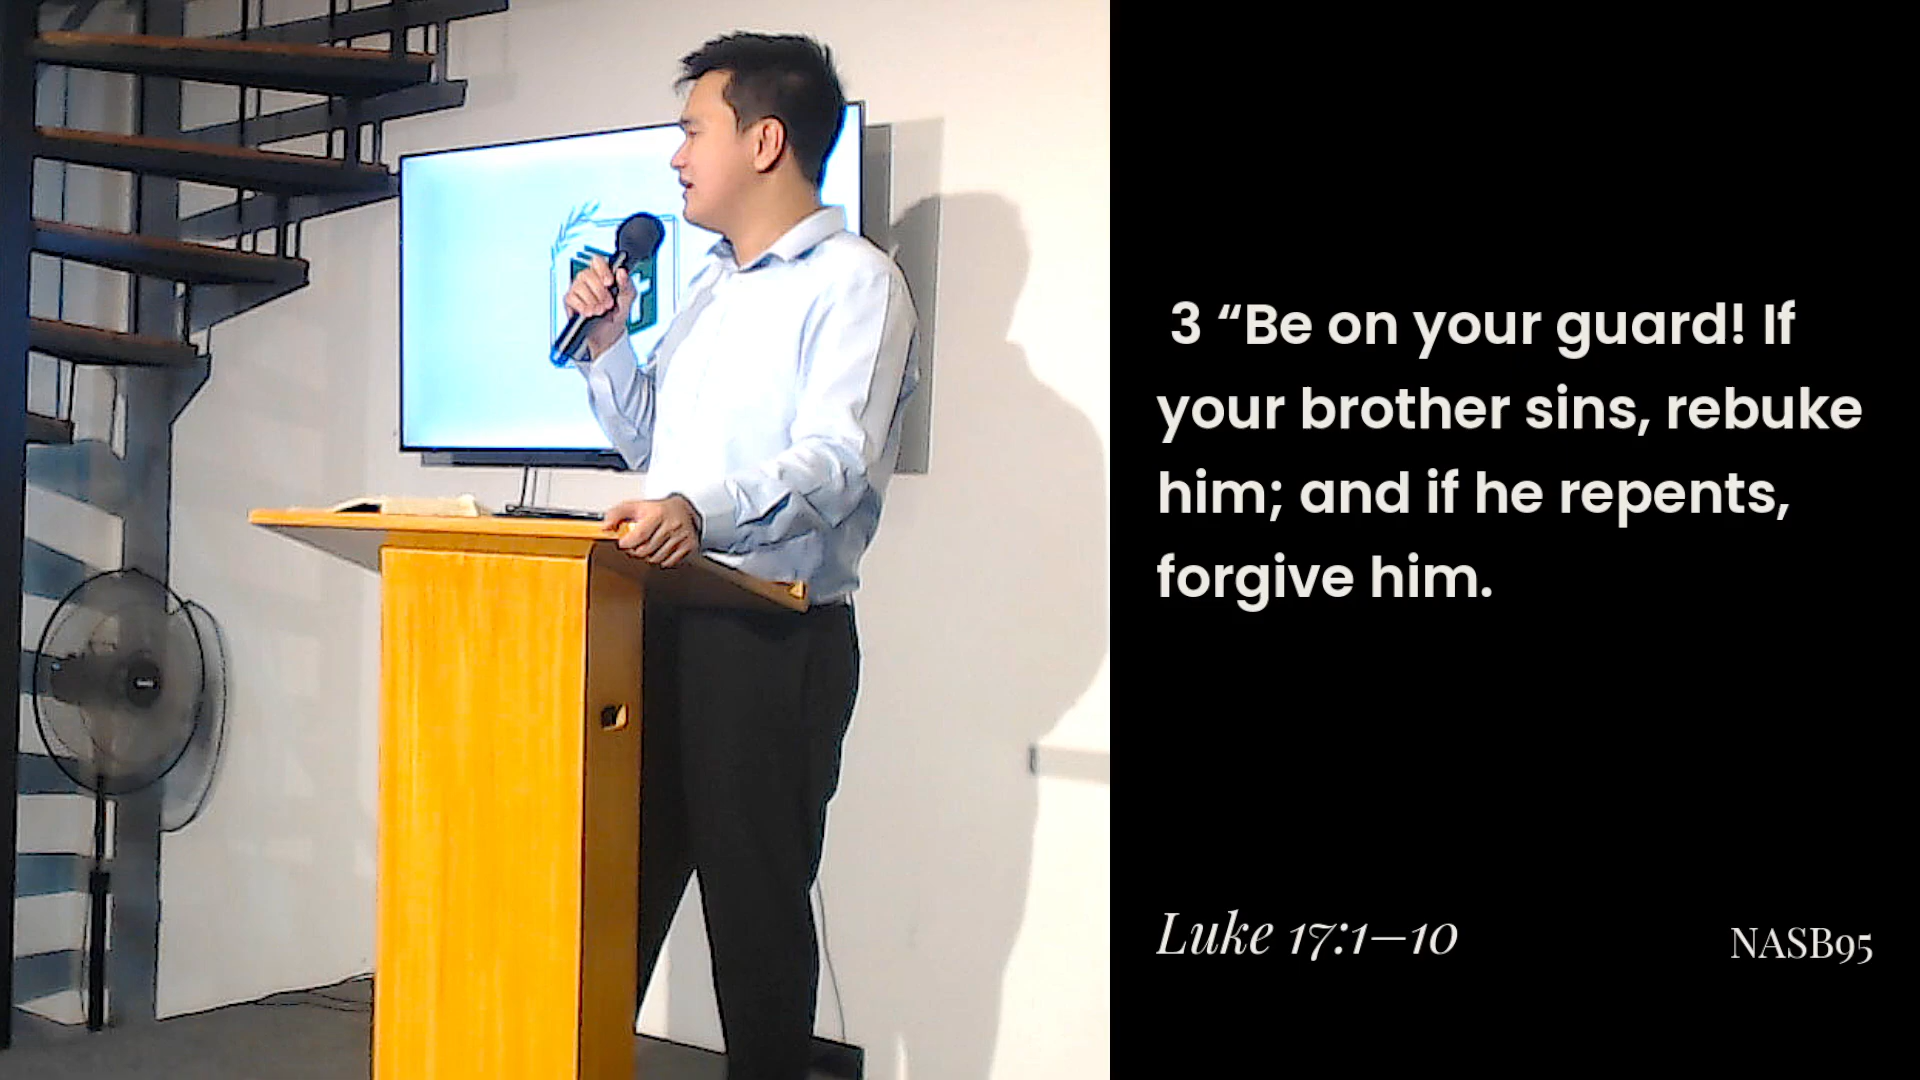 3 “Be on your guard! If
your brother sins, rebuke
him; and if he repents,
forgive him.
Luke 17:1–10
NASB95